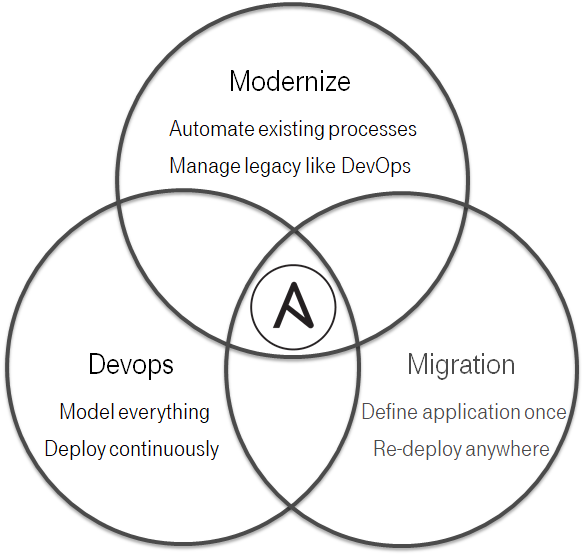 Modernize
Automate existing processes
Manage legacy like DevOps
Devops
Model everything
Deploy continuously
Migration
Define application once
Re-deploy anywhere